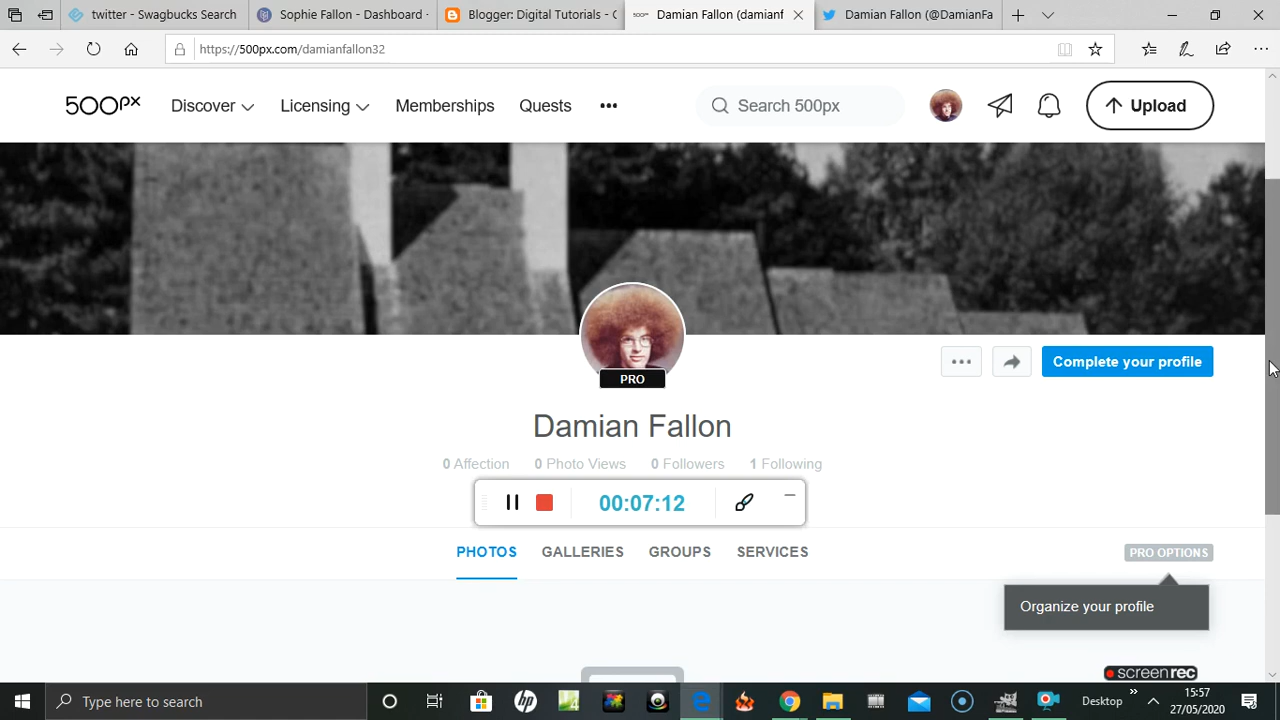 twitter - Swagbucks Search
Sophie Fallon - Dashboard -
Blogger: Digital Tutorials - C
Damian Fallon (damianf
Damian Fallon (@DamianFa
https://500px.com/damianfallon32
500px
Discover
Licensing
Memberships
Quests
Search 500px
Upload
PRO
Complete your profile
Damian Fallon
0 Affection 0 Photo Views 0 Followers 1 Following
00:07:12
PHOTOS GALLERIES GROUPS SERVICES
PRO OPTIONS
Organize your profile
screenrec
Type here to search
hp
Desktop
15:57
27/05/2020